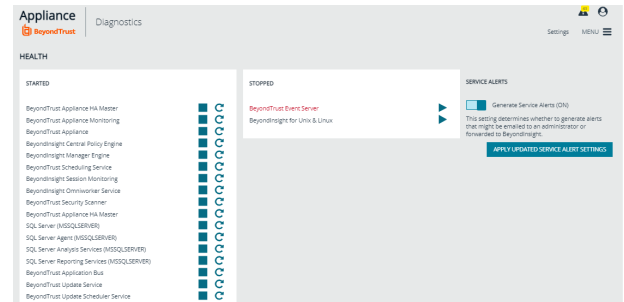 Appliance
BeyondTrust
Diagnostics
Settings
MENU
HEALTH
STARTED
BeyondTrust Appliance HA Master
BeyondTrust Appliance Monitoring
BeyondTrust Appliance
BeyondInsight Central Policy Engine
BeyondInsight Manager Engine
BeyondTrust Scheduling Service
BeyondInsight Session Monitoring
BeyondInsight Omniworker Service
BeyondTrust Security Scanner
BeyondTrust Appliance HA Master
SQL Server (MSSQLSERVER)
SQL Server Agent (MSSQLSERVER)
SQL Server Analysis Services (MSSQLSERVER)
SQL Server Reporting Services (MSSQLSERVER)
BeyondTrust Application Bus
BeyondTrust Update Service
BeyondTrust Update Scheduler Service
STOPPED
BeyondTrust Event Server
BeyondInsight for Unix & Linux
SERVICE ALERTS
Generate Service Alerts (ON)
This setting determines whether to generate alerts
that might be emailed to an administrator or
forwarded to BeyondInsight.
APPLY UPDATED SERVICE ALERT SETTINGS